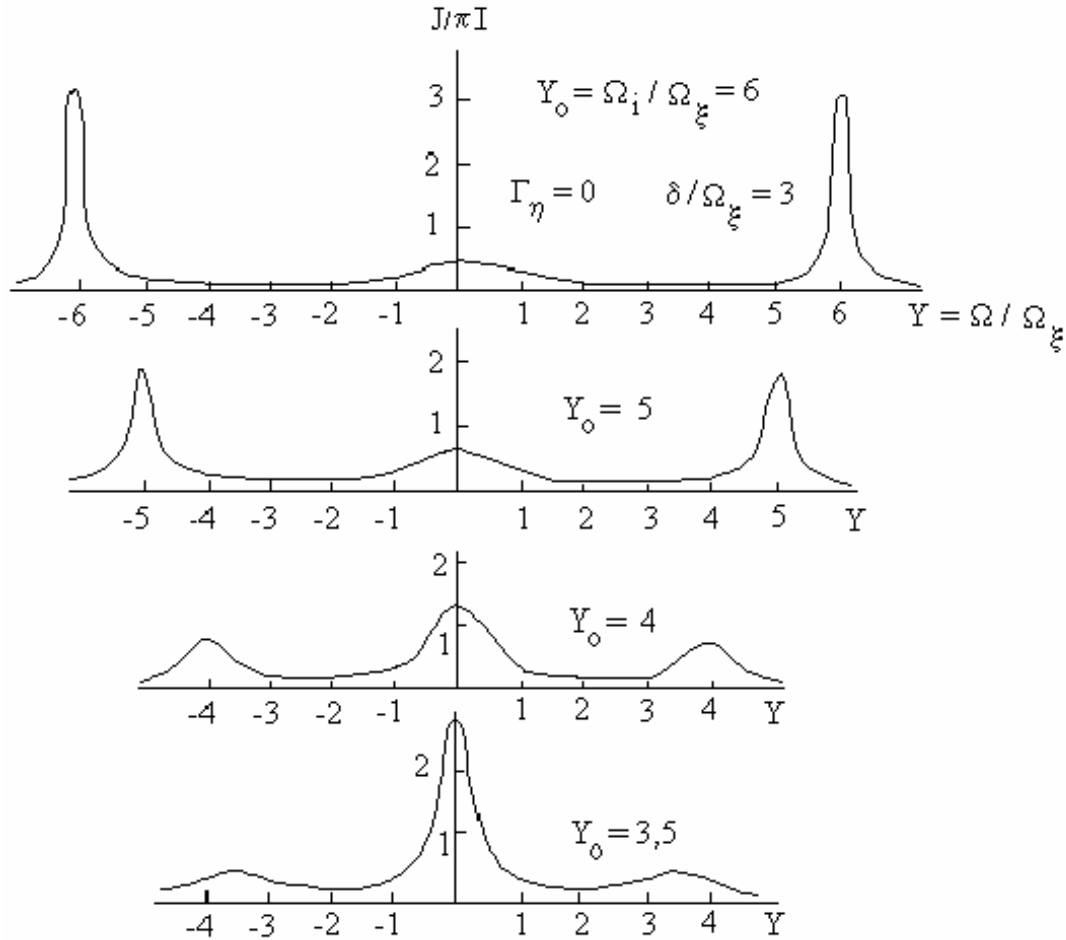 J/πI
3
Y₀ = Ωᵢ / Ω_ξ = 6
2
Γ_η = 0 δ/Ω_ξ = 3
1
-6 -5 -4 -3 -2 -1 1 2 3 4 5 6 Y = Ω / Ω_ξ
2
Y₀ = 5
1
-5 -4 -3 -2 -1 1 2 3 4 5 Y
2
Y₀ = 4
1
-4 -3 -2 -1 1 2 3 4 Y
2
Y₀ = 3,5
1
-4 -3 -2 -1 1 2 3 4 Y